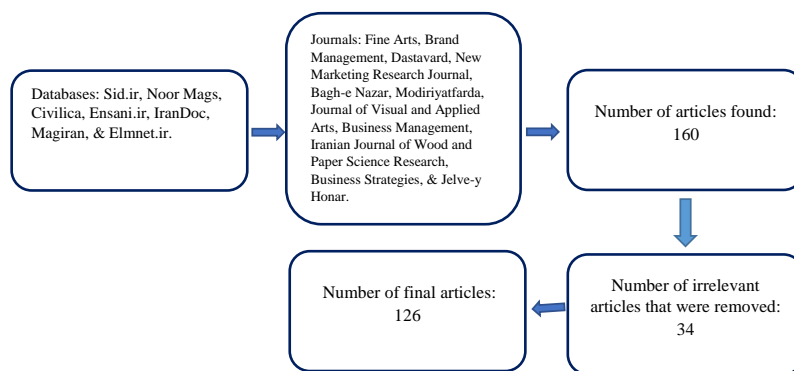 Databases: Sid.ir, Noor Mags,
Civilica, Ensani.ir, IranDoc,
Magiran, & Elmnet.ir.
Journals: Fine Arts, Brand
Management, Dastavard, New
Marketing Research Journal,
Bagh-e Nazar, Modiriyatfarda,
Journal of Visual and Applied
Arts, Business Management,
Iranian Journal of Wood and
Paper Science Research,
Business Strategies, & Jelve-y
Honar.
Number of articles found:
160
Number of irrelevant
articles that were removed:
34
Number of final articles:
126